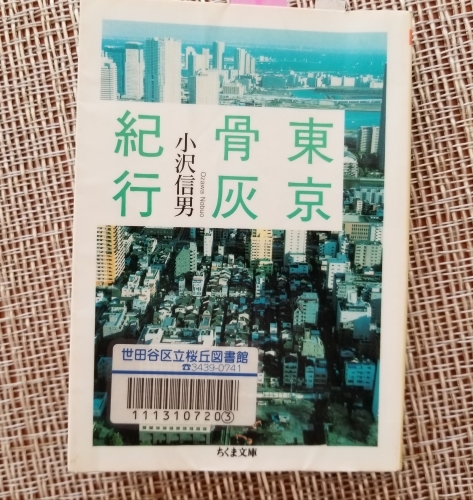 東京
骨灰
紀行
小沢信男
Ozawa Nobuo
世田谷区立桜丘図書館
☎3439-0741
111310720③
ちくま文庫